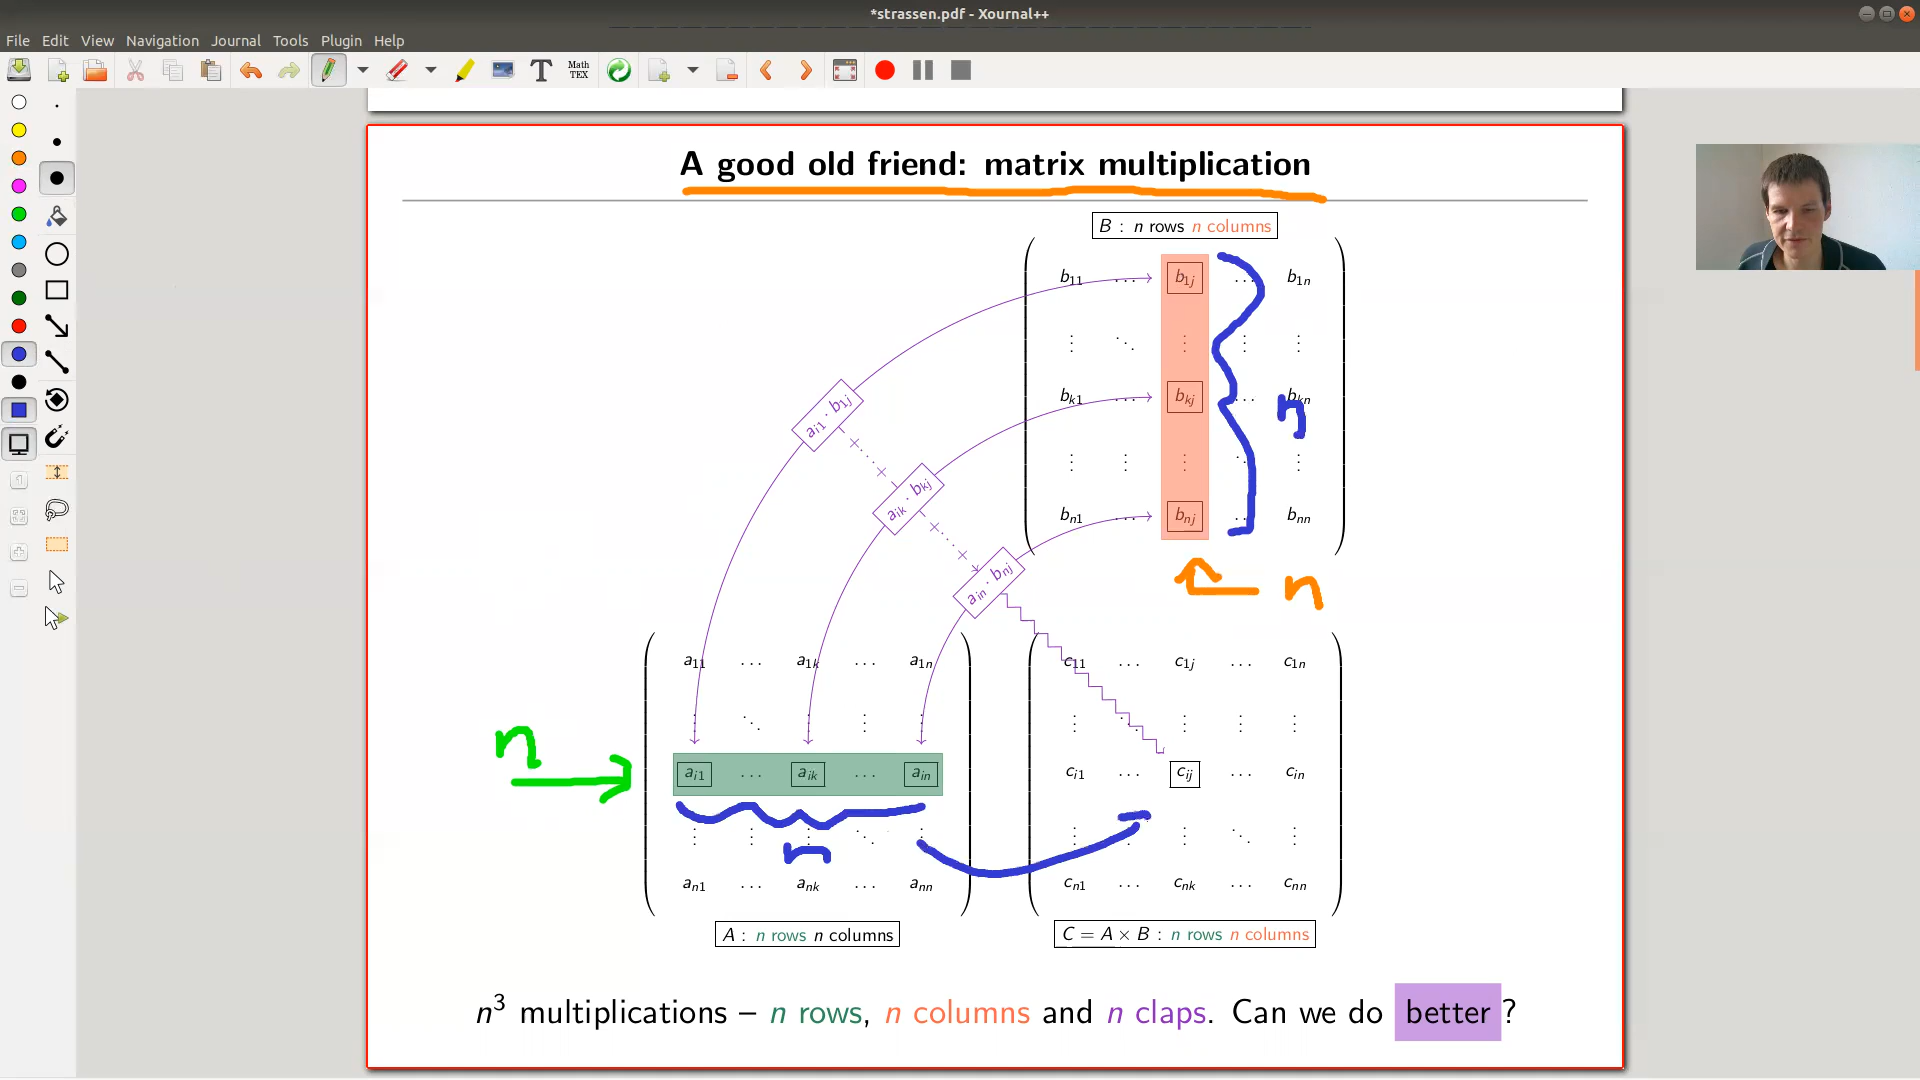 *strassen.pdf - Xournal++
File Edit View Navigation Journal Tools Plugin Help
T Math TEX
A good old friend: matrix multiplication
B : n rows n columns
b11 ... b1j ... b1n
bk1 ... bkj ... bkn
n
bn1 ... bnj ... bnn
n
ai1 · b1j
aik · bkj
ain · bnj
a11 ... a1k ... a1n
c11 ... c1j ... c1n
n
ai1 ... aik ... ain
ci1 ... cij ... cin
n
an1 ... ank ... ann
cn1 ... cnk ... cnn
A : n rows n columns
C = A × B : n rows n columns
n³ multiplications – n rows, n columns and n claps. Can we do better ?